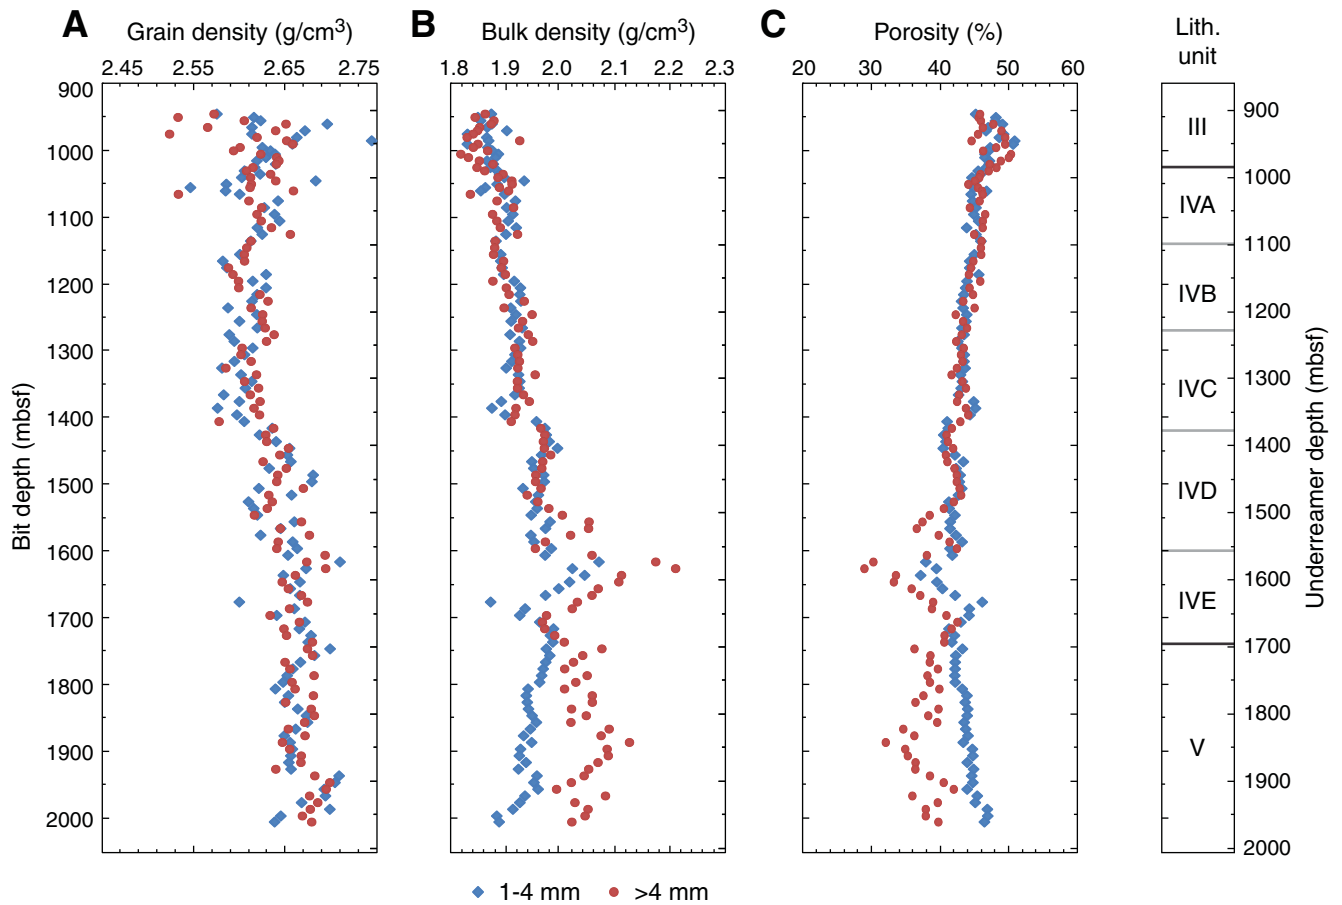 A Grain density (g/cm³)
2.45 2.55 2.65 2.75
B Bulk density (g/cm³)
1.8 1.9 2.0 2.1 2.2 2.3
C Porosity (%)
20 30 40 50 60
Lith.
unit
Bit depth (mbsf)
900
1000
1100
1200
1300
1400
1500
1600
1700
1800
1900
2000
III
IVA
IVB
IVC
IVD
IVE
V
900
1000
1100
1200
1300
1400
1500
1600
1700
1800
1900
2000
Underreamer depth (mbsf)
1-4 mm >4 mm